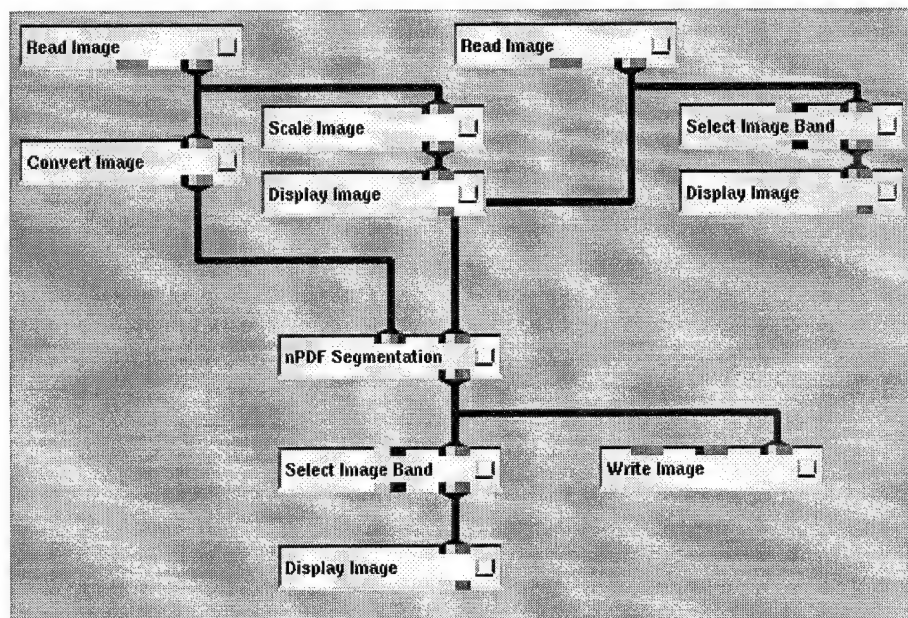 Read Image
Read Image
Scale Image
Select Image Band
Convert Image
Display Image
Display Image
nPDF Segmentation
Select Image Band
Write Image
Display Image